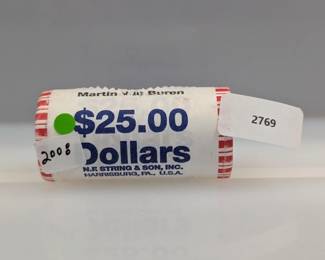 Martin Van Buren
$25.00
2008
Dollars
N.F. STRING & SON, INC.
HARRISBURG, PA., U.S.A.
2769